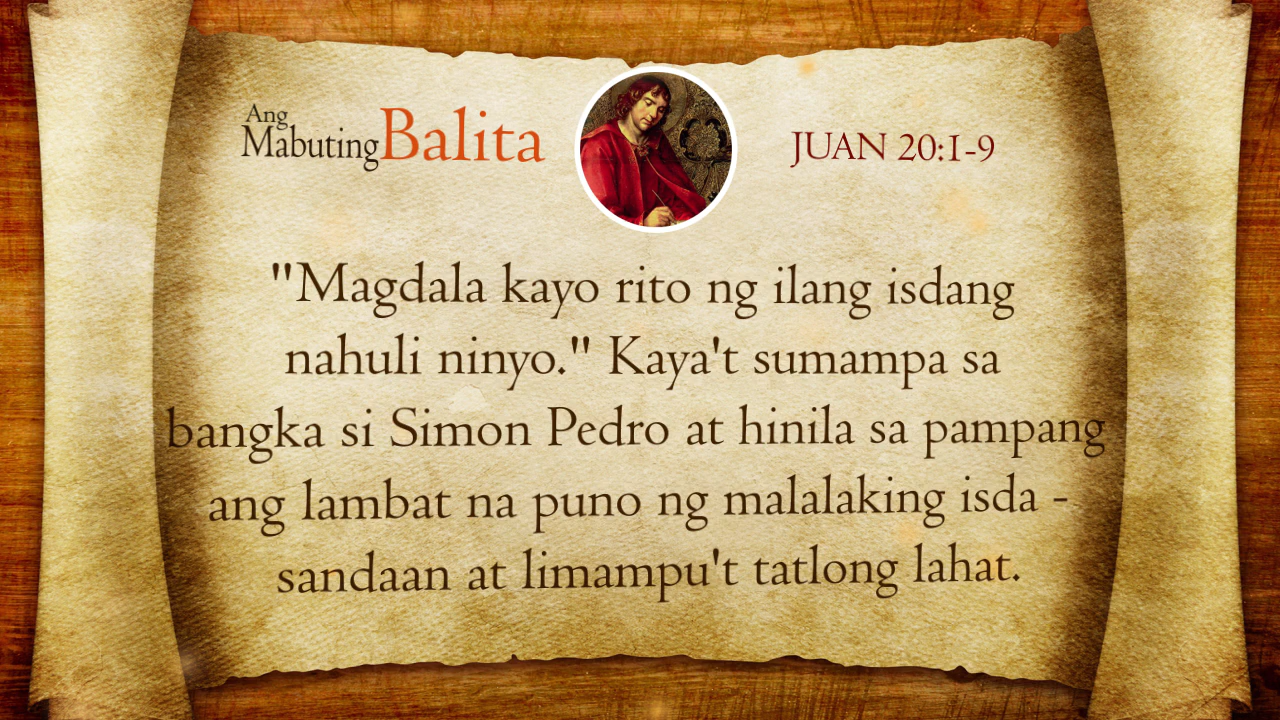 Ang
Mabuting Balita
JUAN 20:1-9
"Magdala kayo rito ng ilang isdang
nahuli ninyo." Kaya't sumampa sa
bangka si Simon Pedro at hinila sa pampang
ang lambat na puno ng malalaking isda -
sandaan at limampu't tatlong lahat.